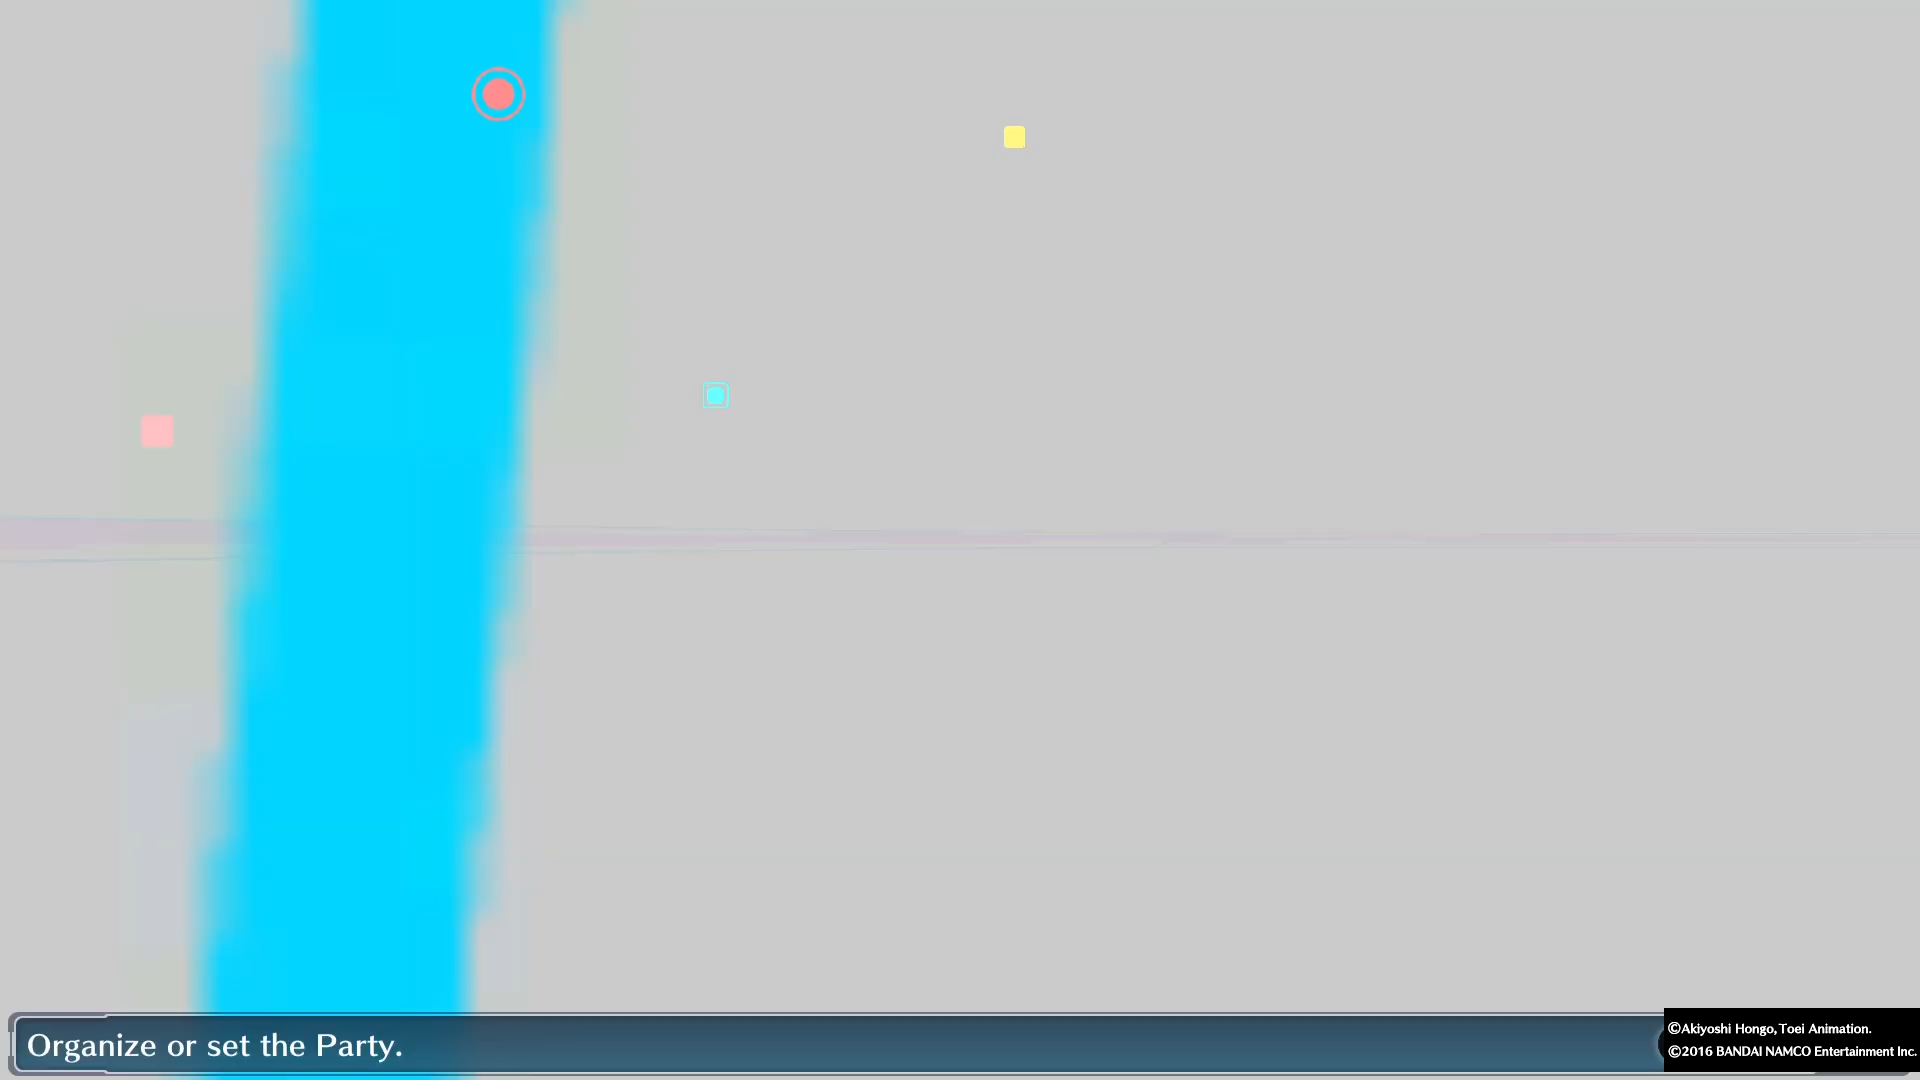 Organize or set the Party.
©Akiyoshi Hongo, Toei Animation.
©2016 BANDAI NAMCO Entertainment Inc.